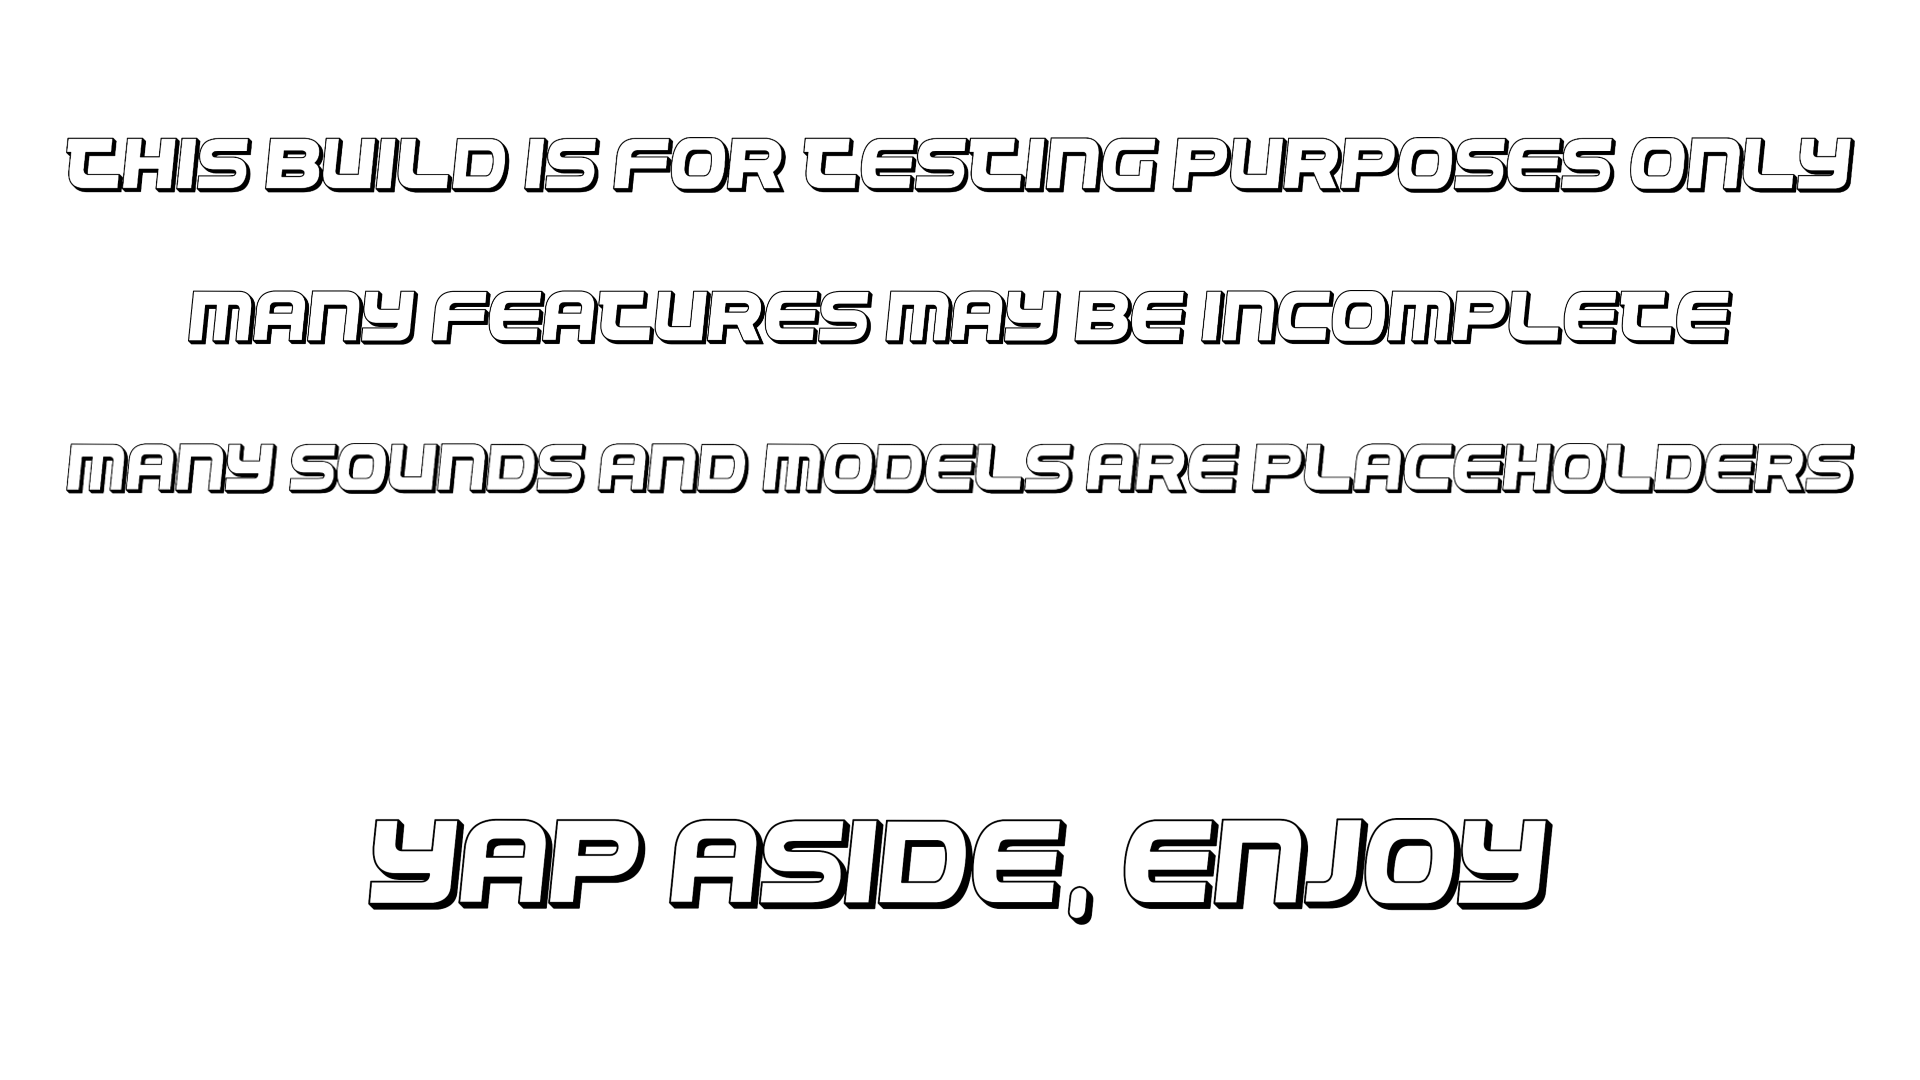 THIS BUILD IS FOR TESTING PURPOSES ONLY
MANY FEATURES MAY BE INCOMPLETE
MANY SOUNDS AND MODELS ARE PLACEHOLDERS
YAP ASIDE, ENJOY